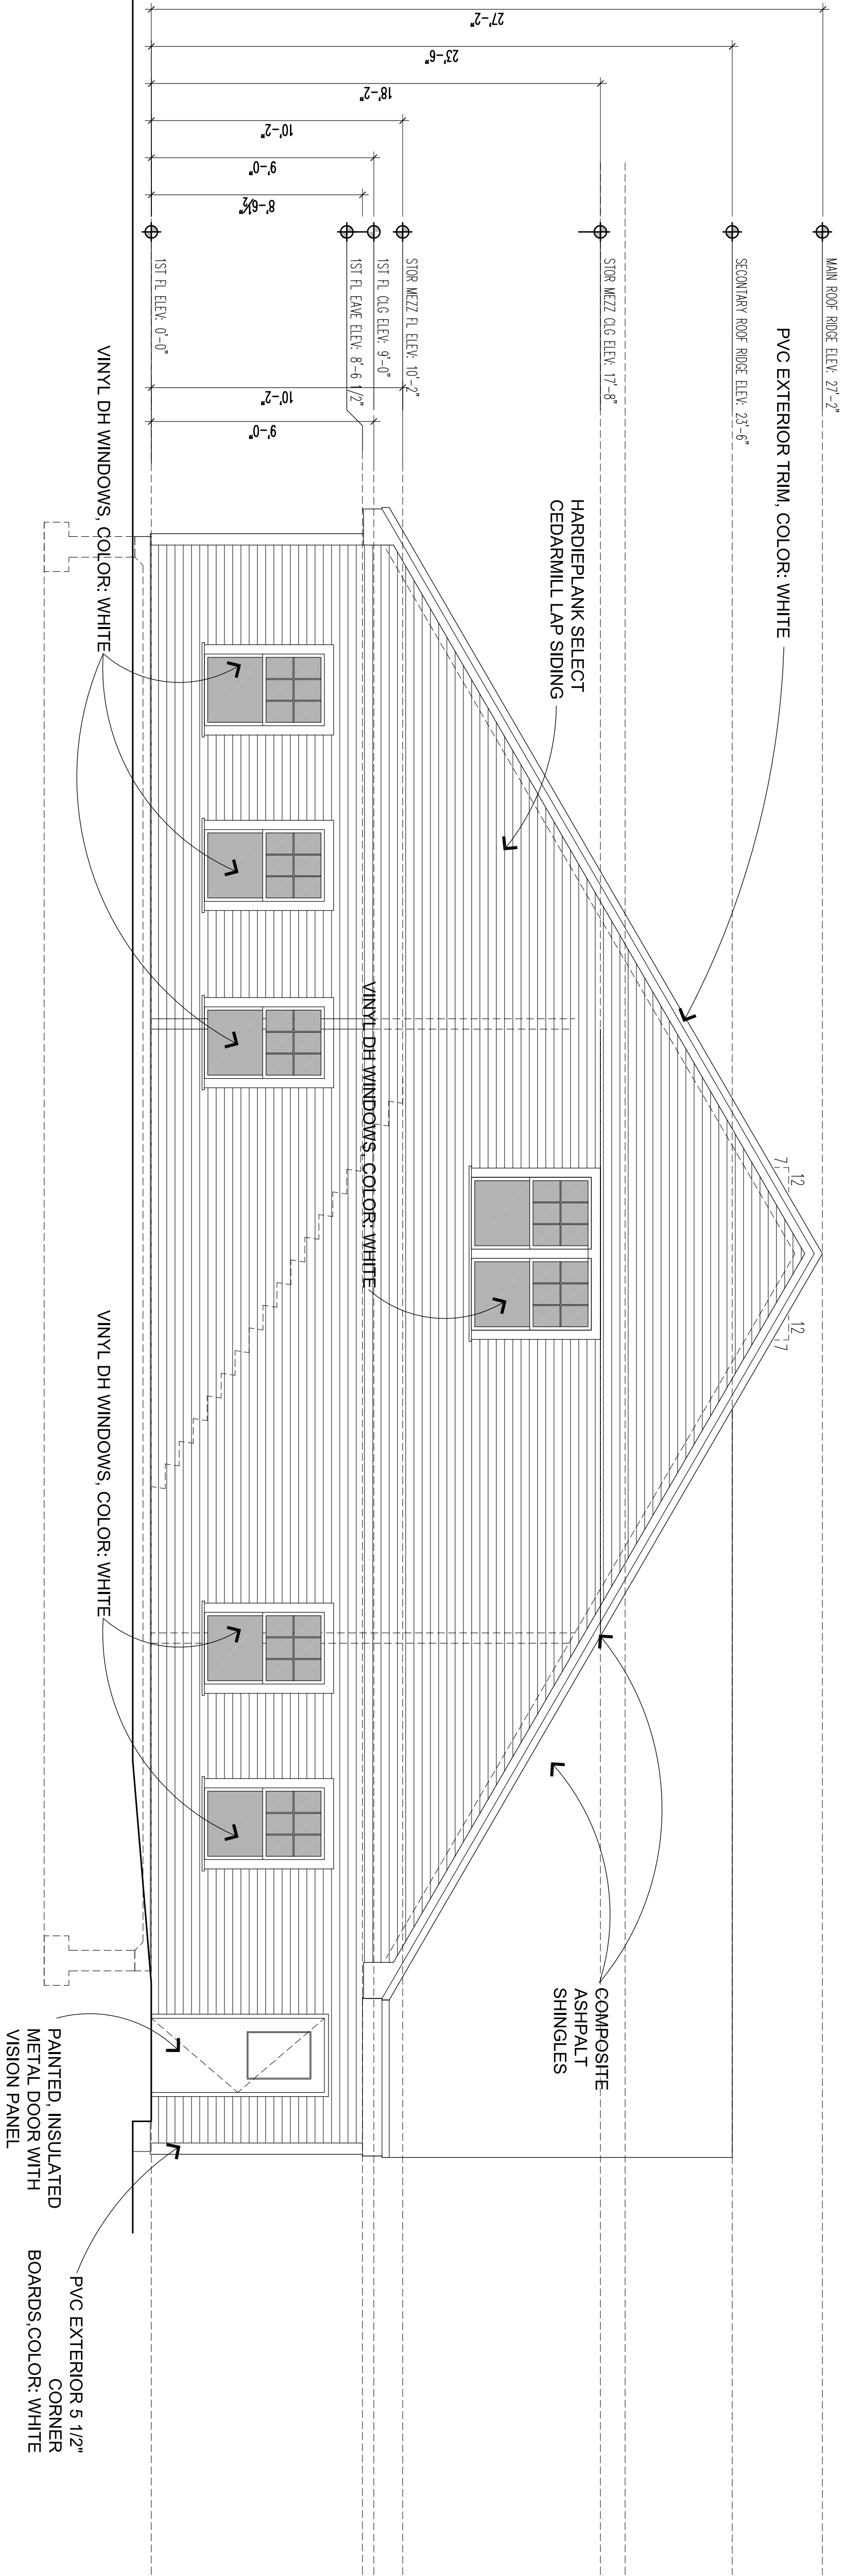 27'-2"
23'-6"
18'-2"
10'-2"
9'-0"
8'-6 1/2"
MAIN ROOF RIDGE ELEV: 27'-2"
SECONTARY ROOF RIDGE ELEV: 23'-6"
STOR MEZZ CLG ELEV: 17'-8"
STOR MEZZ FL ELEV: 10'-2"
1ST FL CLG ELEV: 9'-0"
1ST FL EAVE ELEV: 8'-6 1/2"
1ST FL ELEV: 0'-0"
10'-2"
9'-0"
PVC EXTERIOR TRIM, COLOR: WHITE
HARDIEPLANK SELECT
CEDARMILL LAP SIDING
12
7
12
7
VINYL DH WINDOWS, COLOR: WHITE
VINYL DH WINDOWS, COLOR: WHITE
VINYL DH WINDOWS, COLOR: WHITE
COMPOSITE
ASHPALT
SHINGLES
PAINTED, INSULATED
METAL DOOR WITH
VISION PANEL
PVC EXTERIOR 5 1/2"
CORNER
BOARDS,COLOR: WHITE